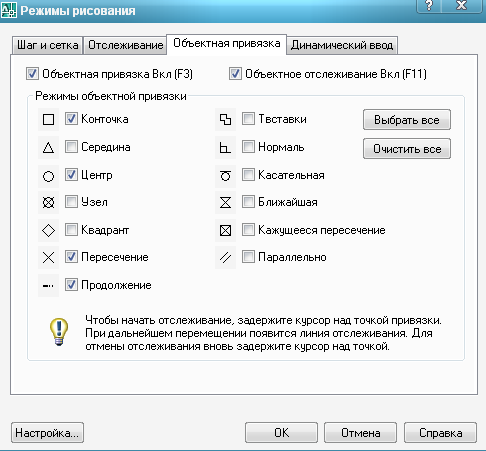 Режимы рисования
Шаг и сетка Отслеживание Объектная привязка Динамический ввод
Объектная привязка Вкл (F3) Объектное отслеживание Вкл (F11)
Режимы объектной привязки
Конточка Твставки Выбрать все
Середина Нормаль Очистить все
Центр Касательная
Узел Ближайшая
Квадрант Кажущееся пересечение
Пересечение Параллельно
Продолжение
Чтобы начать отслеживание, задержите курсор над точкой привязки.
При дальнейшем перемещении появится линия отслеживания. Для
отмены отслеживания вновь задержите курсор над точкой.
Настройка... OK Отмена Справка